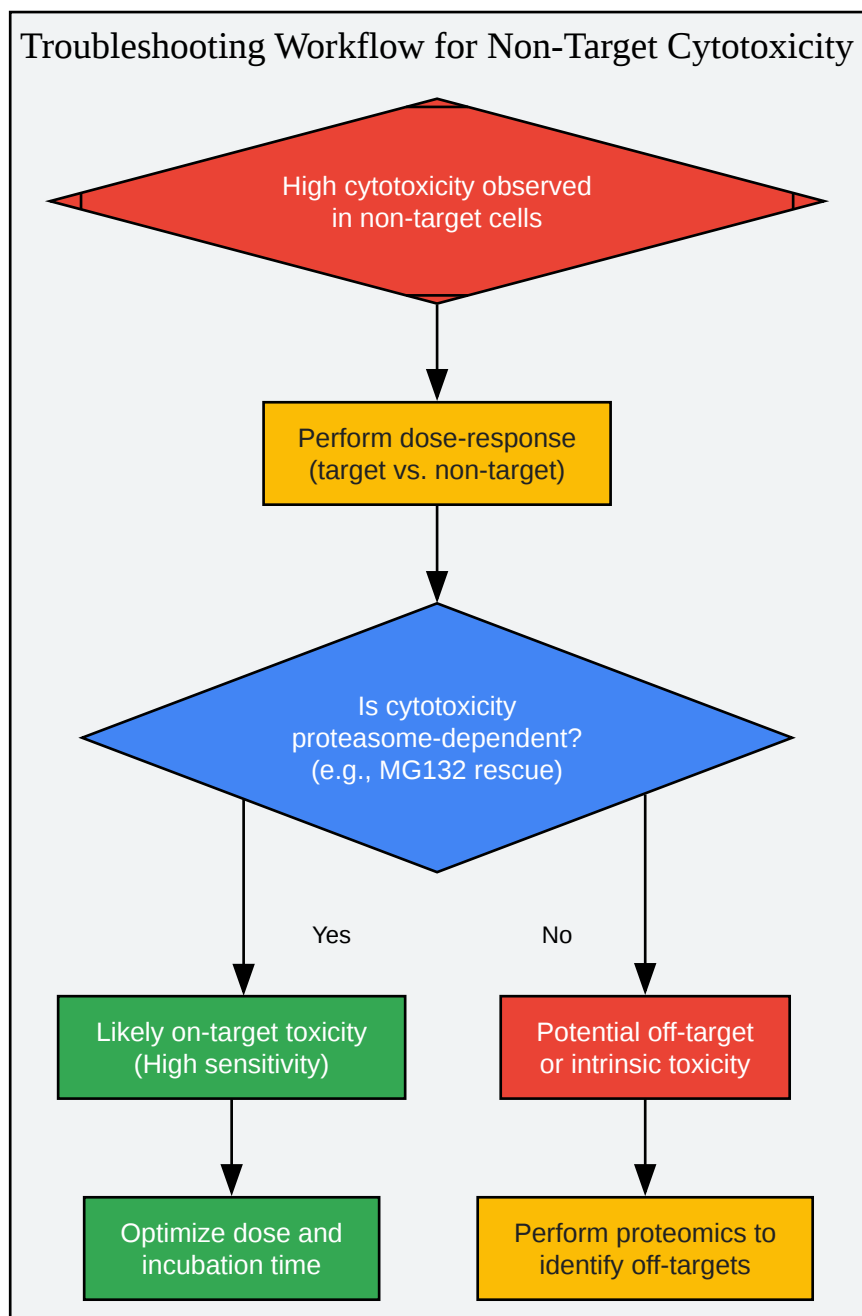 Troubleshooting Workflow for Non-Target Cytotoxicity
High cytotoxicity observed
in non-target cells
Perform dose-response
(target vs. non-target)
Is cytotoxicity
proteasome-dependent?
(e.g., MG132 rescue)
Yes
No
Likely on-target toxicity
(High sensitivity)
Potential off-target
or intrinsic toxicity
Optimize dose and
incubation time
Perform proteomics to
identify off-targets